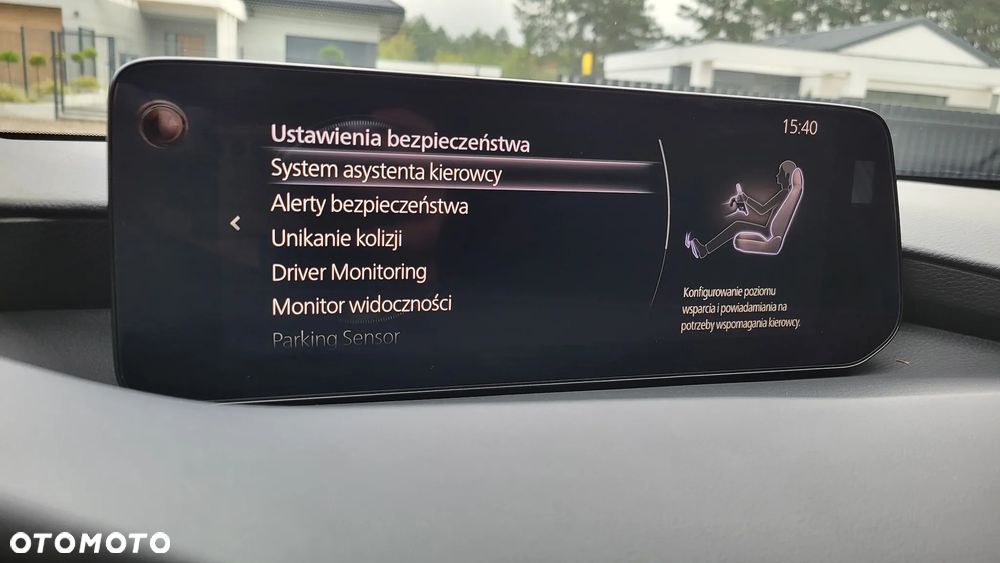 15:40
Ustawienia bezpieczeństwa
System asystenta kierowcy
Alerty bezpieczeństwa
Unikanie kolizji
Driver Monitoring
Monitor widoczności
Parking Sensor
Konfigurowanie poziomu
wsparcia i powiadamiania na
potrzeby wspomagania kierowcy.
OTOMOTO